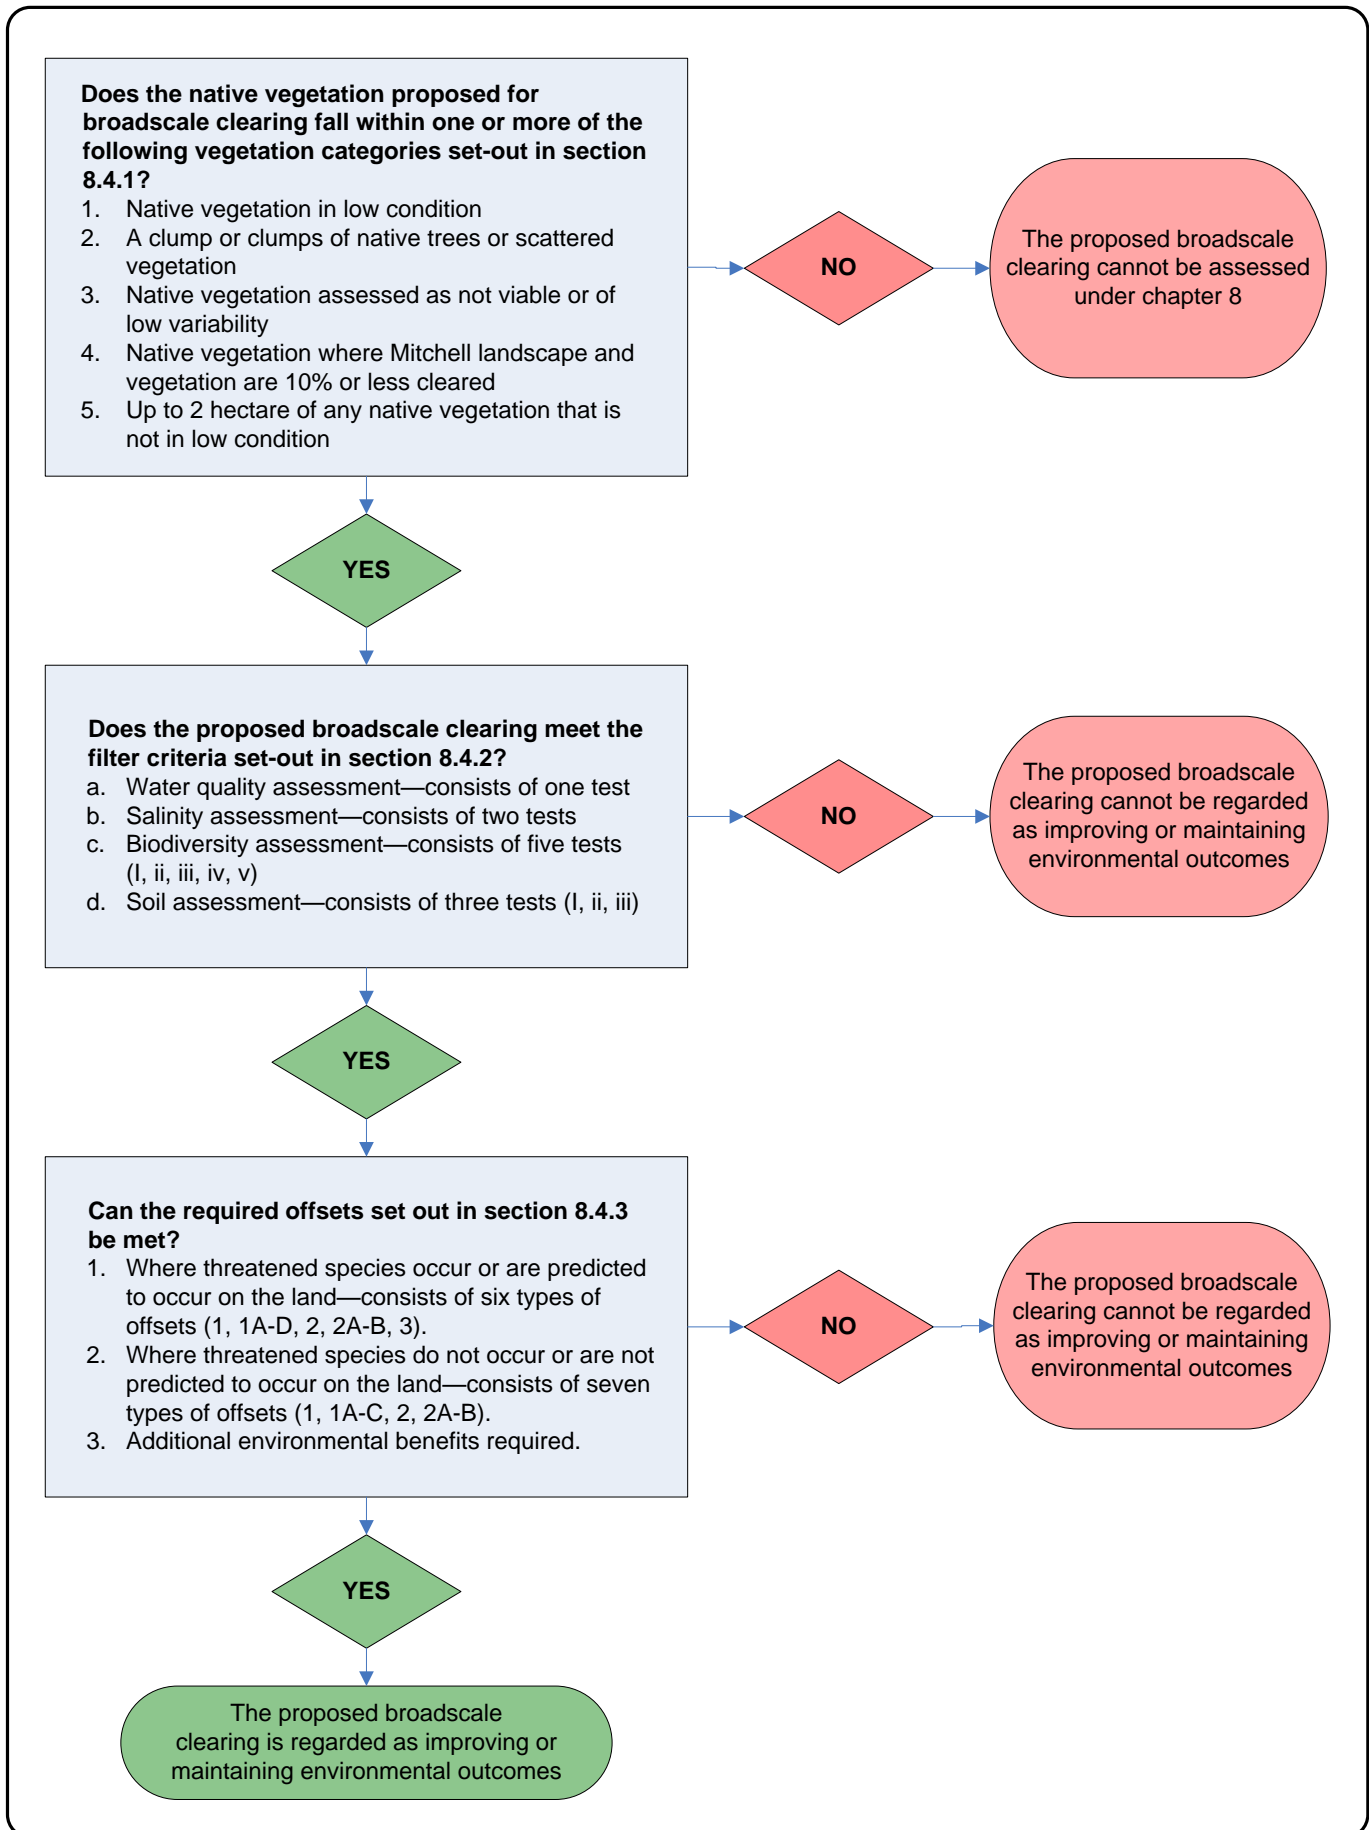 Does the native vegetation proposed for
broadscale clearing fall within one or more of the
following vegetation categories set-out in section
8.4.1?
1. Native vegetation in low condition
2. A clump or clumps of native trees or scattered
vegetation
3. Native vegetation assessed as not viable or of
low variability
4. Native vegetation where Mitchell landscape and
vegetation are 10% or less cleared
5. Up to 2 hectare of any native vegetation that is
not in low condition
NO
The proposed broadscale
clearing cannot be assessed
under chapter 8
YES
Does the proposed broadscale clearing meet the
filter criteria set-out in section 8.4.2?
a. Water quality assessment—consists of one test
b. Salinity assessment—consists of two tests
c. Biodiversity assessment—consists of five tests
(I, ii, iii, iv, v)
d. Soil assessment—consists of three tests (I, ii, iii)
NO
The proposed broadscale
clearing cannot be regarded
as improving or maintaining
environmental outcomes
YES
Can the required offsets set out in section 8.4.3
be met?
1. Where threatened species occur or are predicted
to occur on the land—consists of six types of
offsets (1, 1A-D, 2, 2A-B, 3).
2. Where threatened species do not occur or are not
predicted to occur on the land—consists of seven
types of offsets (1, 1A-C, 2, 2A-B).
3. Additional environmental benefits required.
NO
The proposed broadscale
clearing cannot be regarded
as improving or maintaining
environmental outcomes
YES
The proposed broadscale
clearing is regarded as improving or
maintaining environmental outcomes